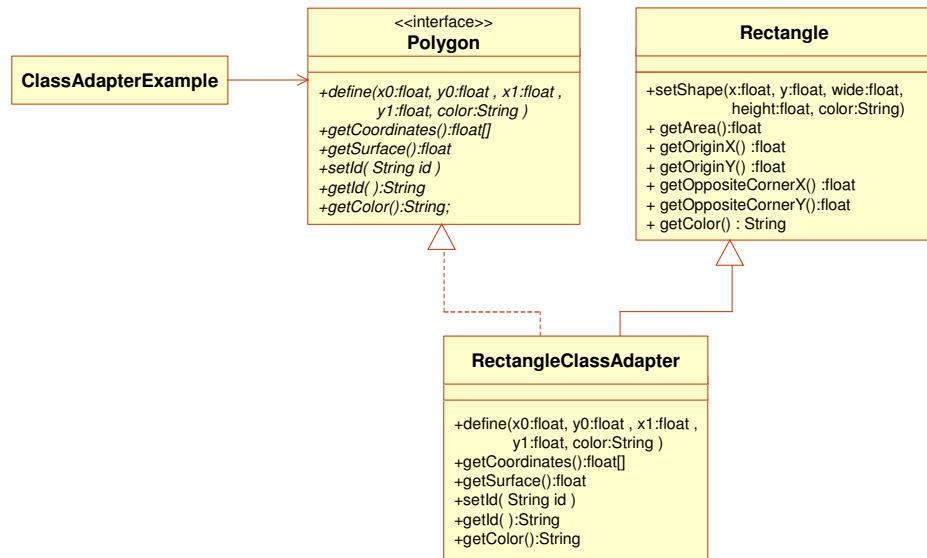 ClassAdapterExample
<<interface>>
Polygon
+define(x0:float, y0:float , x1:float ,
y1:float, color:String )
+getCoordinates():float[]
+getSurface():float
+setId( String id )
+getId( ):String
+getColor():String;
Rectangle
+setShape(x:float, y:float, wide:float,
height:float, color:String)
+ getArea():float
+ getOriginX() :float
+ getOriginY() :float
+ getOppositeCornerX() :float
+ getOppositeCornerY():float
+ getColor() : String
RectangleClassAdapter
+define(x0:float, y0:float , x1:float ,
y1:float, color:String )
+getCoordinates():float[]
+getSurface():float
+setId( String id )
+getId( ):String
+getColor():String